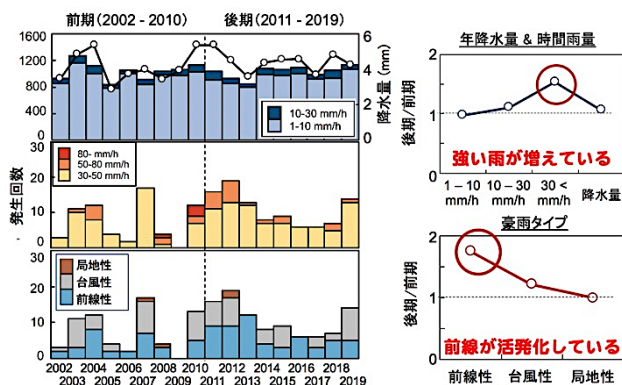 前期(2002 - 2010)
後期(2011 - 2019)
1600
1200
800
400
0
6
5
4
3
2
1
0
降水量(mm)
10-30 mm/h
1-10 mm/h
発生回数
30
20
10
0
80- mm/h
50-80 mm/h
30-50 mm/h
30
20
10
0
局地性
台風性
前線性
2002 2004 2006 2008 2010 2012 2014 2016 2018
2003 2005 2007 2009 2011 2013 2015 2017 2019
年降水量 & 時間雨量
後期/前期
2
1
0
強い雨が増えている
1-10 mm/h
10-30 mm/h
30 < mm/h
降水量
豪雨タイプ
後期/前期
2
1
0
前線が活発化している
前線性 台風性 局地性